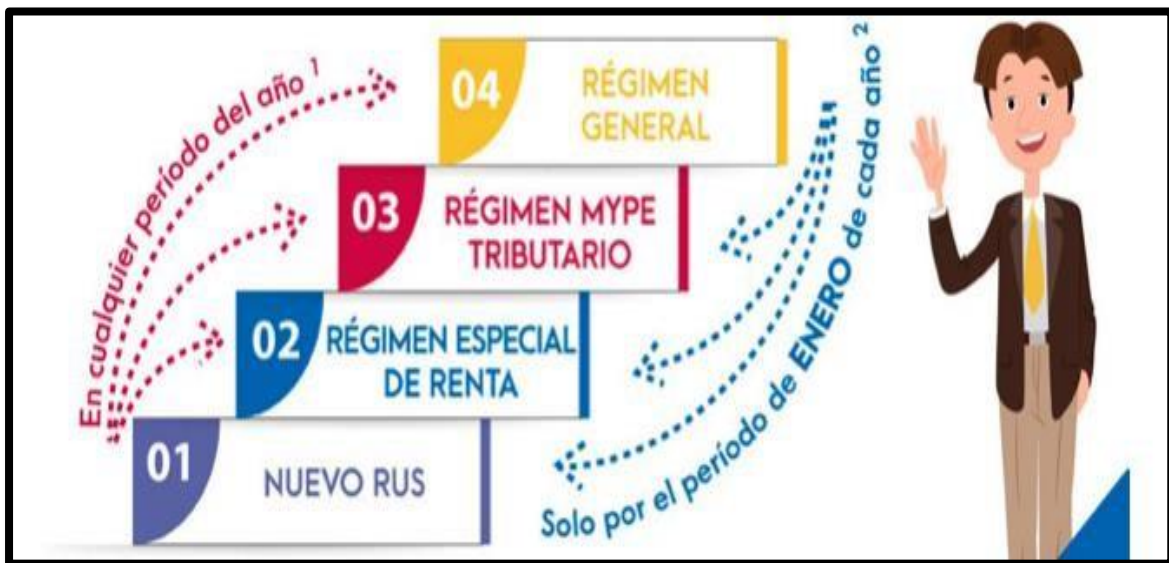 En cualquier período del año 1
04
RÉGIMEN
GENERAL
03
RÉGIMEN MYPE
TRIBUTARIO
02
RÉGIMEN ESPECIAL
DE RENTA
01
NUEVO RUS
Solo por el período de ENERO de cada año 2